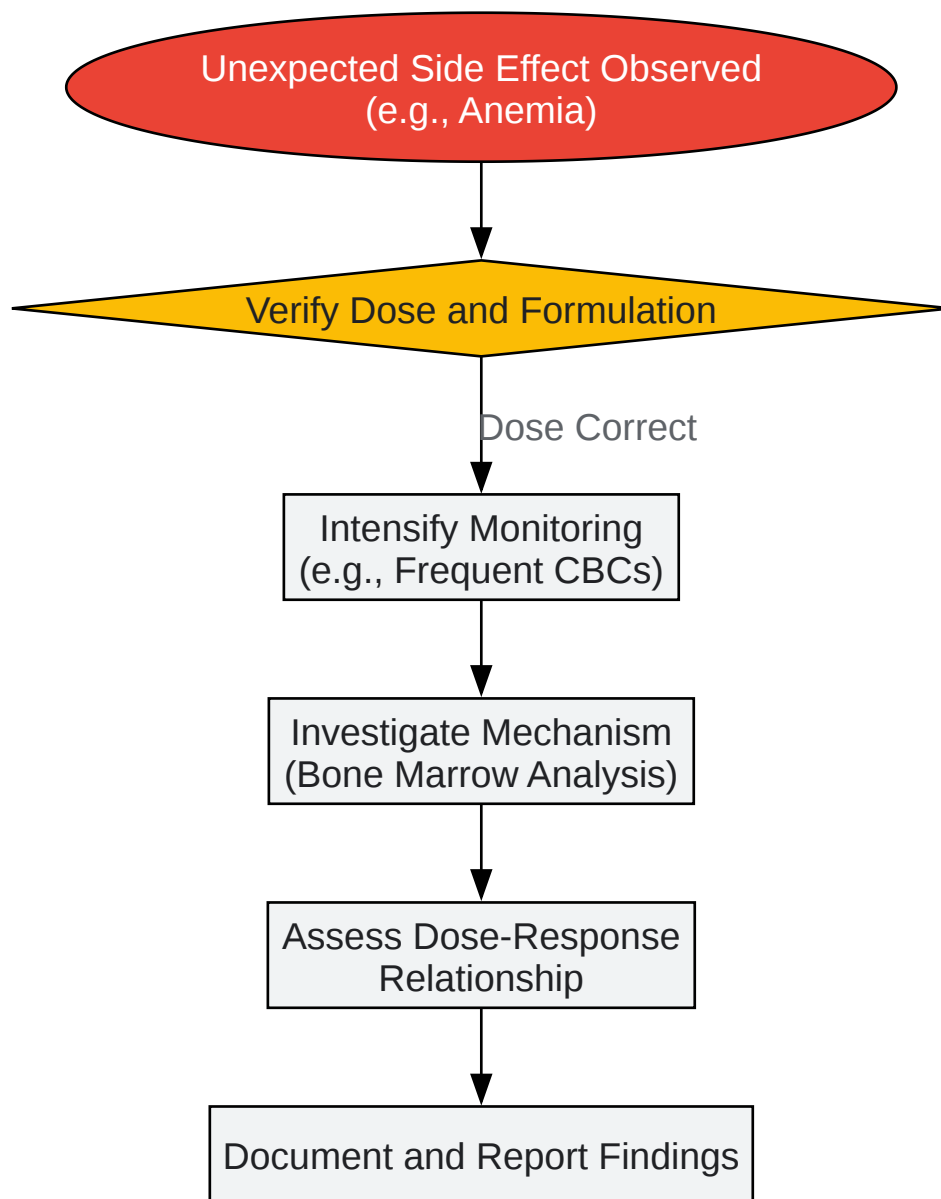 Unexpected Side Effect Observed
(e.g., Anemia)
Verify Dose and Formulation
Dose Correct
Intensify Monitoring
(e.g., Frequent CBCs)
Investigate Mechanism
(Bone Marrow Analysis)
Assess Dose-Response
Relationship
Document and Report Findings